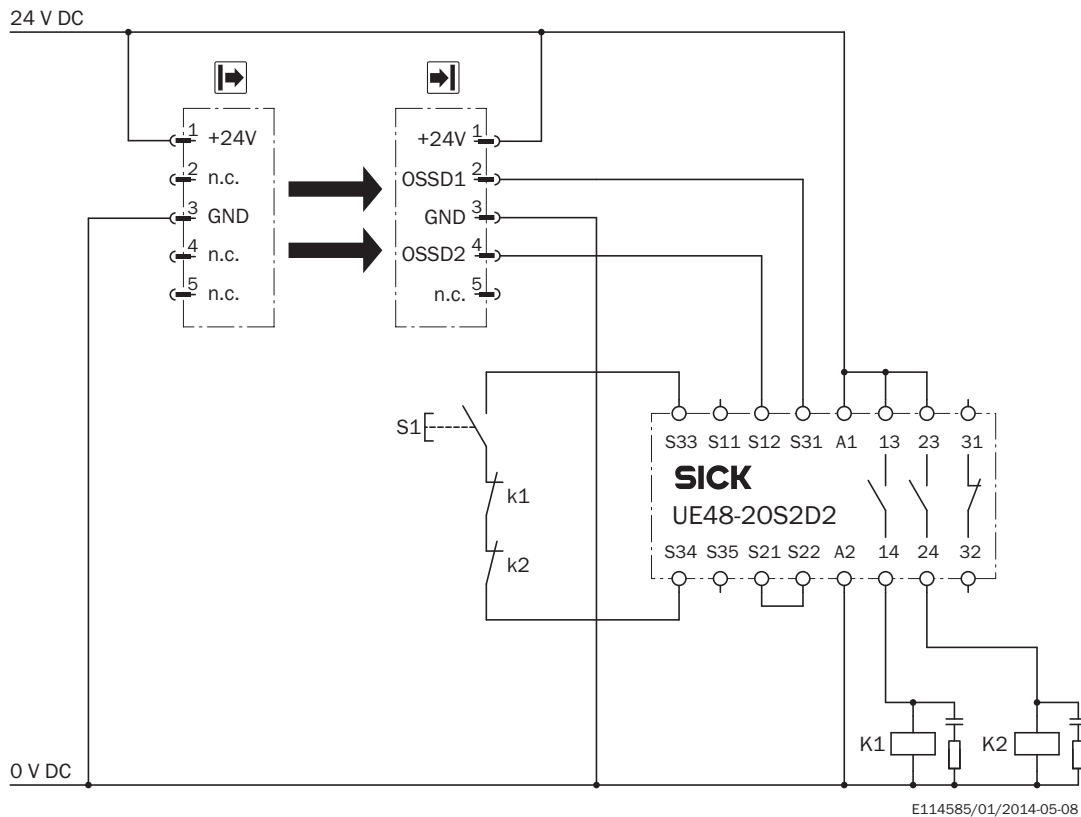 24 V DC
1 +24V
2 n.c.
3 GND
4 n.c.
5 n.c.
+24V 1
OSSD1 2
GND 3
OSSD2 4
n.c. 5
S1
k1
k2
S33 S11 S12 S31 A1 13 23 31
SICK
UE48-2OS2D2
S34 S35 S21 S22 A2 14 24 32
K1
K2
0 V DC
E114585/01/2014-05-08